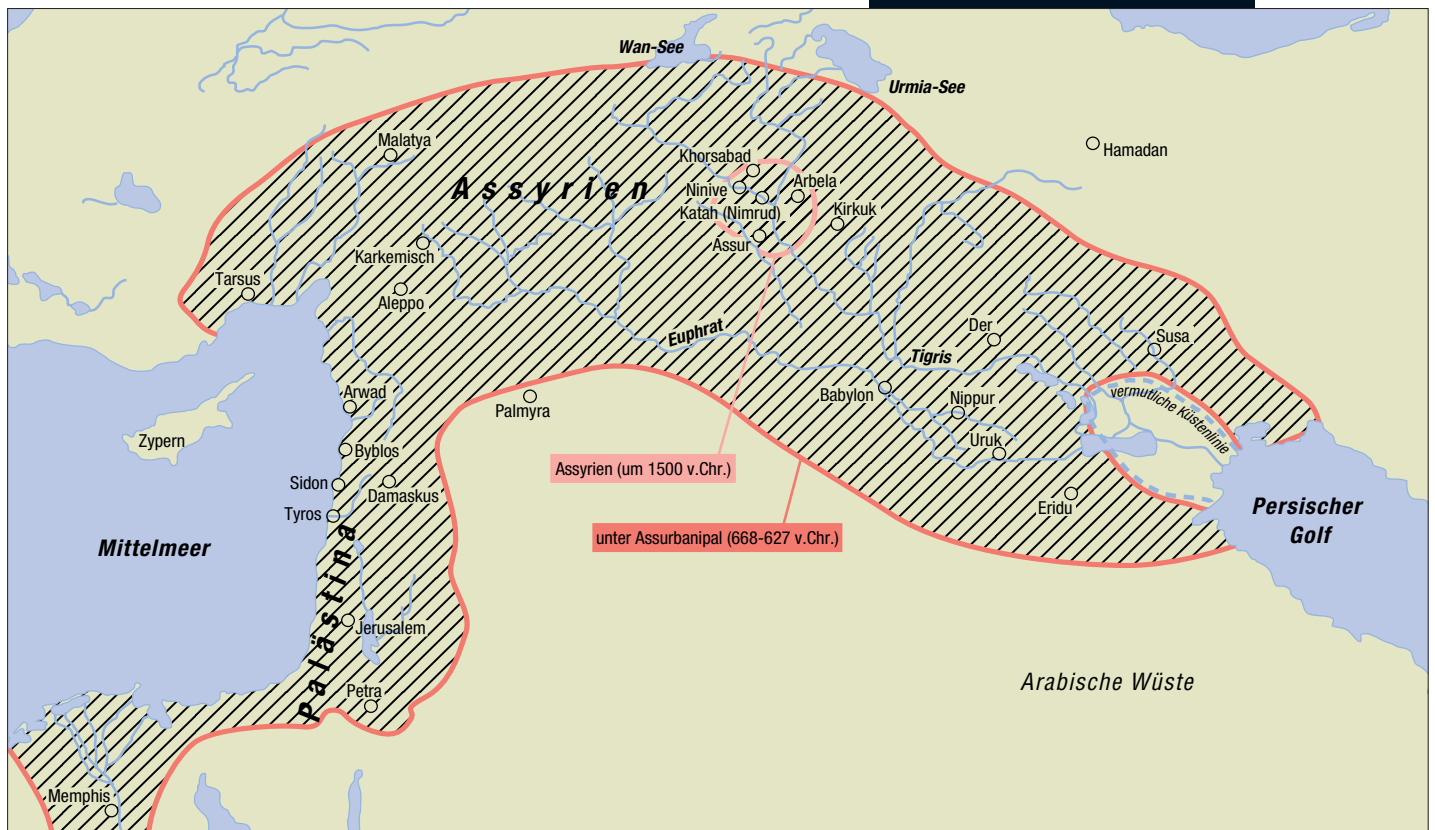 Wan-See
Urmia-See
Malatya
Hamadan
Khorsabad
Assyrien
Ninive
Arbela
Katah (Nimrud)
Kirkuk
Assur
Karkemisch
Tarsus
Aleppo
Euphrat
Der
Susa
Tigris
Arwad
Palmyra
Babylon
Nippur
vermutliche Küstenlinie
Zypern
Byblos
Uruk
Assyrien (um 1500 v.Chr.)
Sidon
Damaskus
Eridu
Tyros
Persischer
Golf
unter Assurbanipal (668-627 v.Chr.)
Mittelmeer
Palästina
Jerusalem
Arabische Wüste
Petra
Memphis